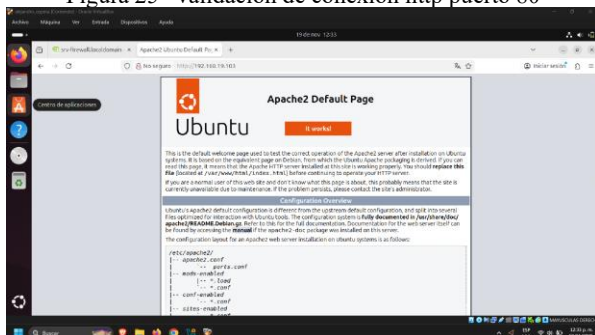 Figura 25 - Validación de conexión http puerto 80
Archivo Máquina Ver Entrada Dispositivos Ayuda
19 de nov 12:33
Apache2 Ubuntu Default Pa
No seguro http://192.168.19.103
Iniciar sesión
Centro de aplicaciones
Apache2 Default Page
Ubuntu
It works!
This is the default welcome page used to test the correct operation of the Apache2 server after installation on Ubuntu
systems. It is based on the equivalent page on Debian, from which the Ubuntu Apache packaging is derived. If you can
read this page, it means that the Apache HTTP server installed at this site is working properly. You should replace this
file (located at /var/www/html/index.html) before continuing to operate your HTTP server.
If you are a normal user of this web site and don't know what this page is about, this probably means that the site is
currently unavailable due to maintenance. If the problem persists, please contact the site's administrator.
Configuration Overview
Ubuntu's Apache2 default configuration is different from the upstream default configuration, and split into several
files optimized for interaction with Ubuntu tools. The configuration system is fully documented in /usr/share/doc/
apache2/README.Debian.gz. Refer to this for the full documentation. Documentation for the web server itself can
be found by accessing the manual if the apache2-doc package was installed on this server.
The configuration layout for an Apache2 web server installation on Ubuntu systems is as follows:
/etc/apache2/
|-- apache2.conf
|   `-- ports.conf
|-- mods-enabled
|   |-- *.load
|   `-- *.conf
|-- conf-enabled
|   `-- *.conf
|-- sites-enabled
Buscar
ESP
12:33 p. m.